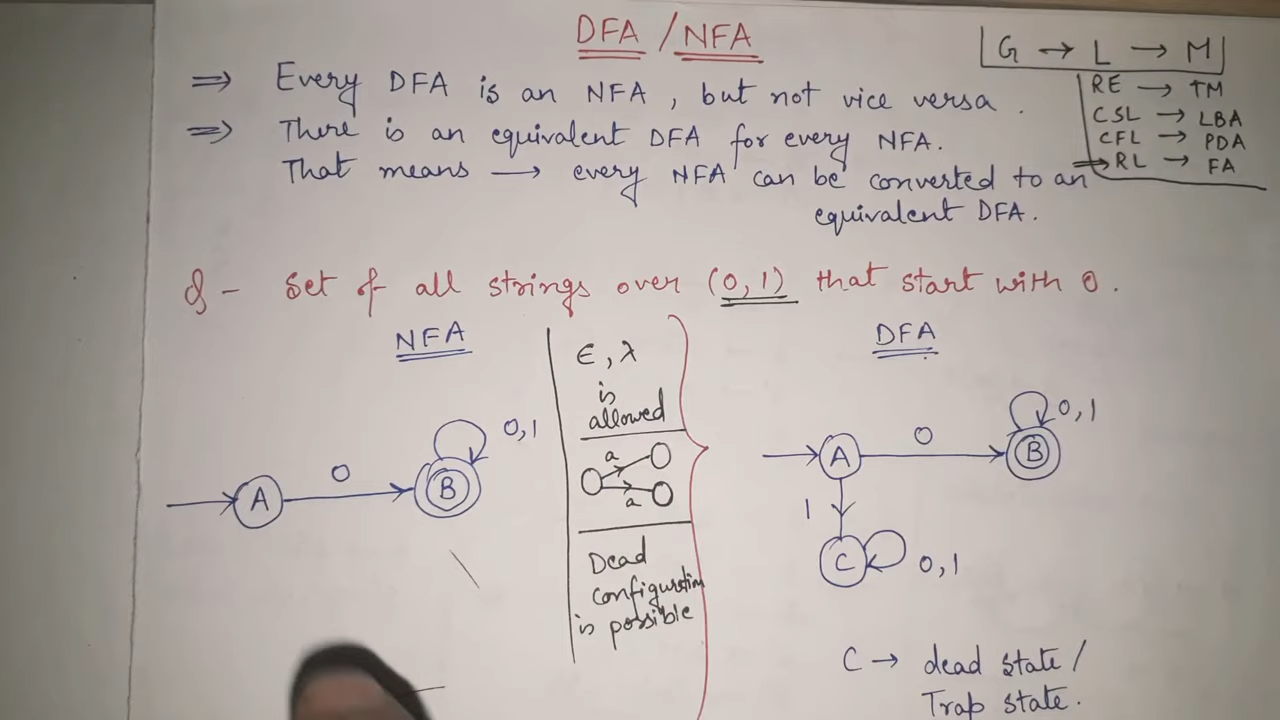 DFA / NFA
G → L → M
RE → TM
CSL → LBA
CFL → PDA
⇒ RL → FA
⇒ Every DFA is an NFA, but not vice versa.
⇒ There is an equivalent DFA for every NFA.
That means → every NFA can be converted to an
equivalent DFA.
Q - Set of all strings over (0,1) that start with 0.
NFA
A
0
B
0,1
ϵ, λ
is
allowed
a
a
Dead
configuration
is possible
DFA
A
0
B
0,1
1
C
0,1
C → dead state /
Trap state.